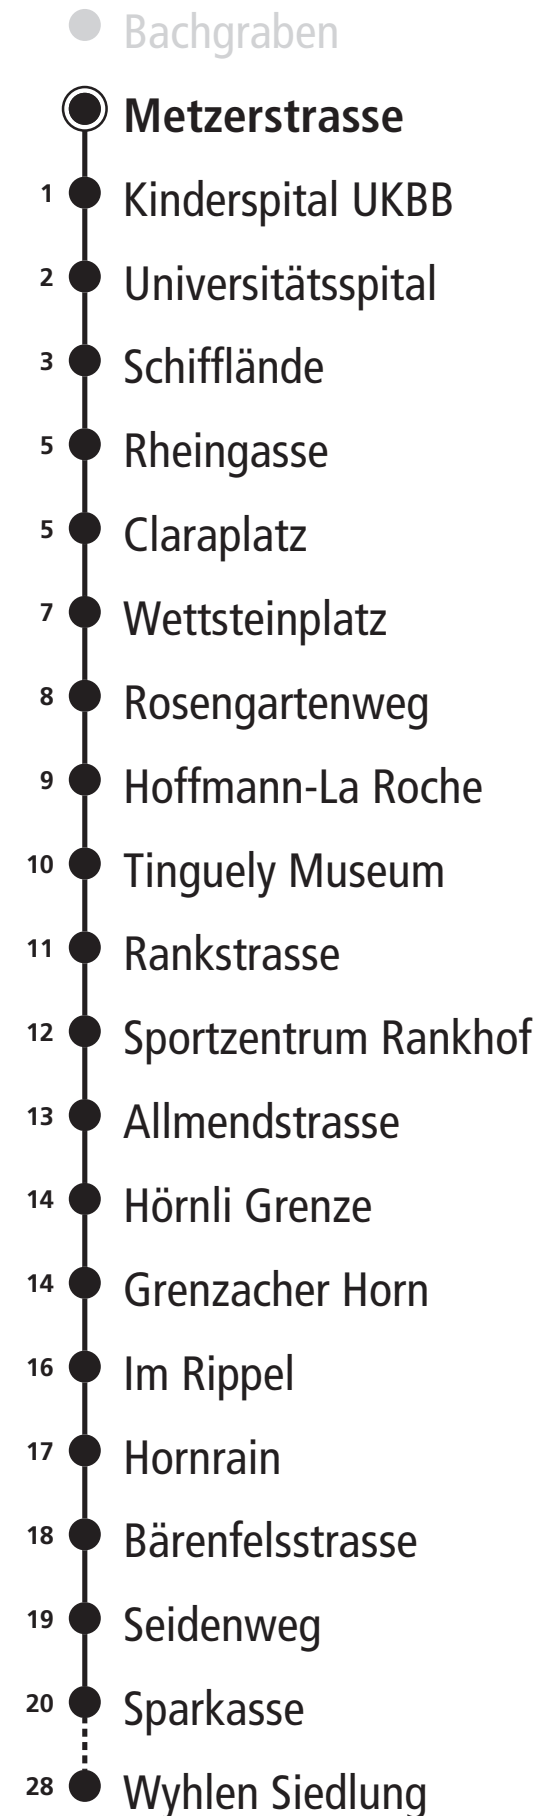 Bachgraben
Metzerstrasse
1 Kinderspital UKBB
2 Universitätsspital
3 Schifflände
5 Rheingasse
5 Claraplatz
7 Wettsteinplatz
8 Rosengartenweg
9 Hoffmann-La Roche
10 Tinguely Museum
11 Rankstrasse
12 Sportzentrum Rankhof
13 Allmendstrasse
14 Hörnli Grenze
14 Grenzacher Horn
16 Im Rippel
17 Hornrain
18 Bärenfelsstrasse
19 Seidenweg
20 Sparkasse
28 Wyhlen Siedlung